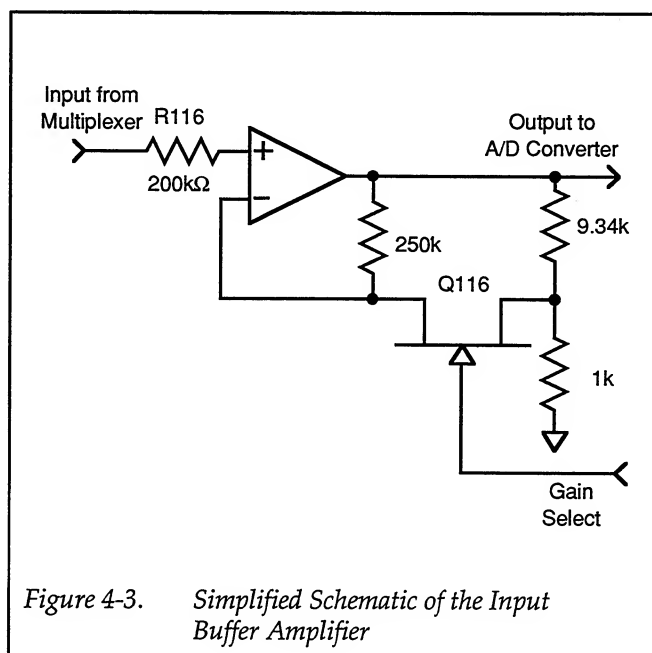 Input from
Multiplexer
R116
200kΩ
+
−
250k
Q116
Output to
A/D Converter
9.34k
1k
Gain
Select
Figure 4-3. Simplified Schematic of the Input
Buffer Amplifier